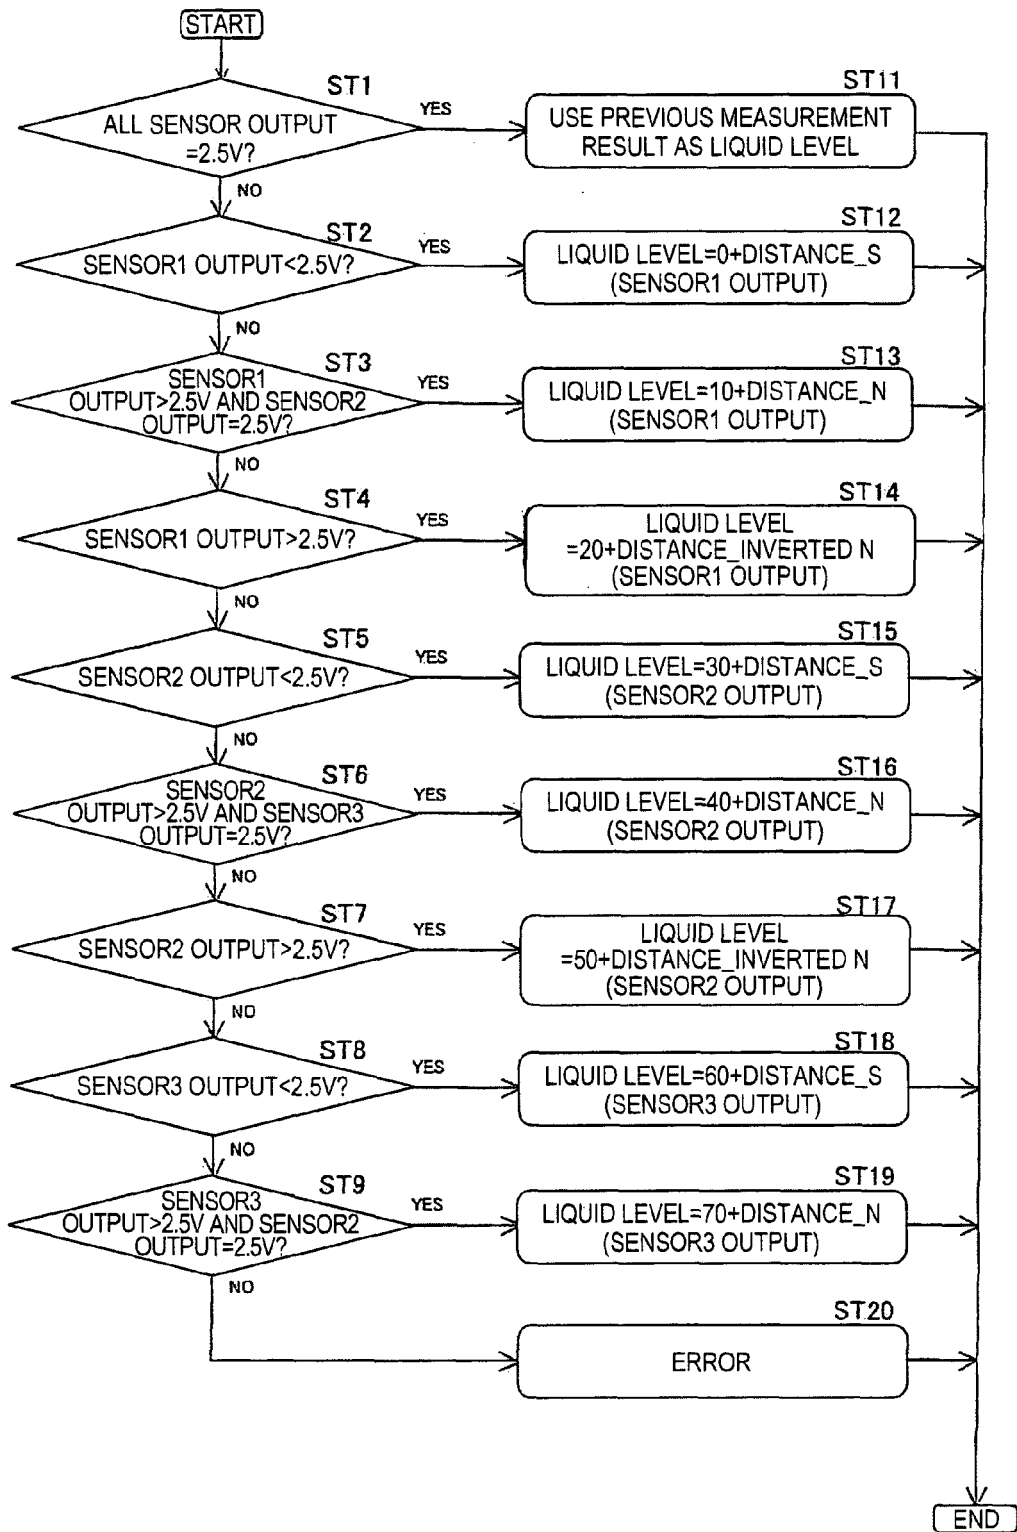 START
ST1
ALL SENSOR OUTPUT
=2.5V?
YES
NO
ST11
USE PREVIOUS MEASUREMENT
RESULT AS LIQUID LEVEL
ST2
SENSOR1 OUTPUT<2.5V?
YES
NO
ST12
LIQUID LEVEL=0+DISTANCE_S
(SENSOR1 OUTPUT)
ST3
SENSOR1
OUTPUT>2.5V AND SENSOR2
OUTPUT=2.5V?
YES
NO
ST13
LIQUID LEVEL=10+DISTANCE_N
(SENSOR1 OUTPUT)
ST4
SENSOR1 OUTPUT>2.5V?
YES
NO
ST14
LIQUID LEVEL
=20+DISTANCE_INVERTED N
(SENSOR1 OUTPUT)
ST5
SENSOR2 OUTPUT<2.5V?
YES
NO
ST15
LIQUID LEVEL=30+DISTANCE_S
(SENSOR2 OUTPUT)
ST6
SENSOR2
OUTPUT>2.5V AND SENSOR3
OUTPUT=2.5V?
YES
NO
ST16
LIQUID LEVEL=40+DISTANCE_N
(SENSOR2 OUTPUT)
ST7
SENSOR2 OUTPUT>2.5V?
YES
NO
ST17
LIQUID LEVEL
=50+DISTANCE_INVERTED N
(SENSOR2 OUTPUT)
ST8
SENSOR3 OUTPUT<2.5V?
YES
NO
ST18
LIQUID LEVEL=60+DISTANCE_S
(SENSOR3 OUTPUT)
ST9
SENSOR3
OUTPUT>2.5V AND SENSOR2
OUTPUT=2.5V?
YES
NO
ST19
LIQUID LEVEL=70+DISTANCE_N
(SENSOR3 OUTPUT)
ST20
ERROR
END